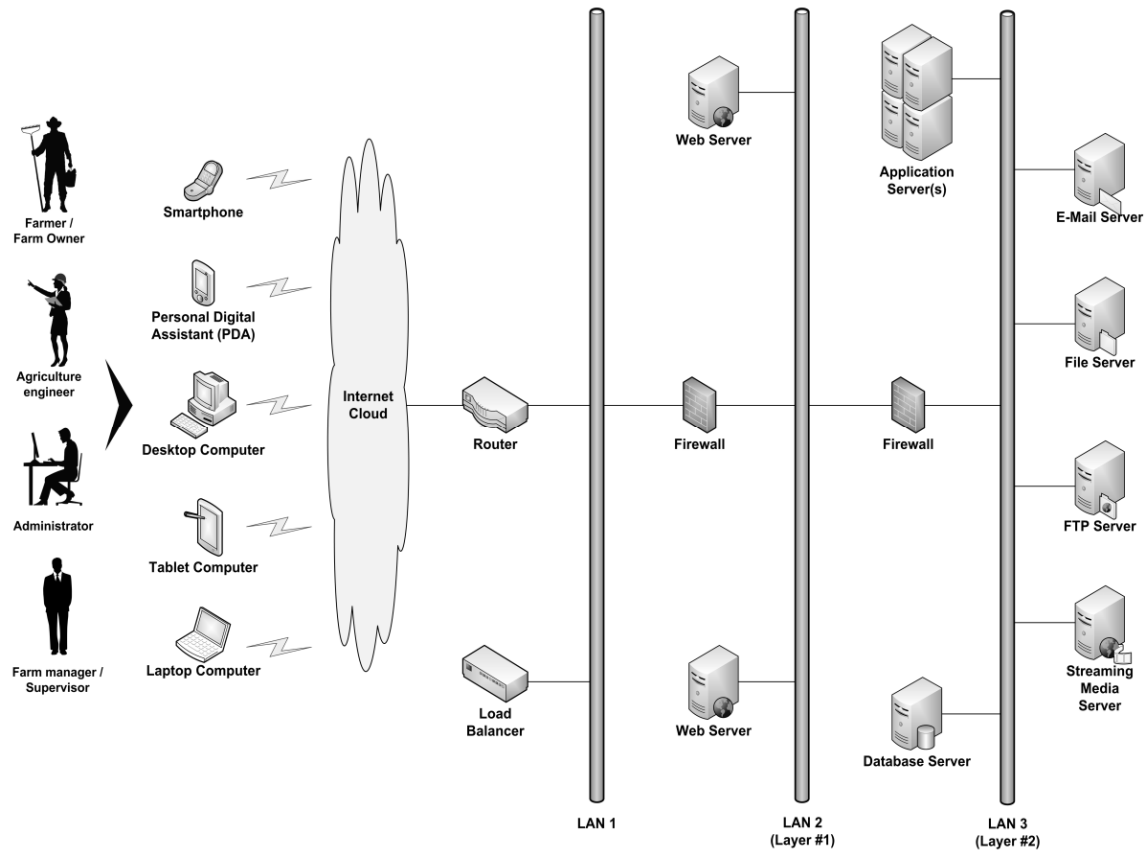 Farmer /
Farm Owner
Agriculture
engineer
Administrator
Farm manager /
Supervisor
Smartphone
Personal Digital
Assistant (PDA)
Desktop Computer
Tablet Computer
Laptop Computer
Internet
Cloud
Router
Load
Balancer
LAN 1
Web Server
Firewall
Web Server
LAN 2
(Layer #1)
Application
Server(s)
Firewall
Database Server
LAN 3
(Layer #2)
E-Mail Server
File Server
FTP Server
Streaming
Media
Server